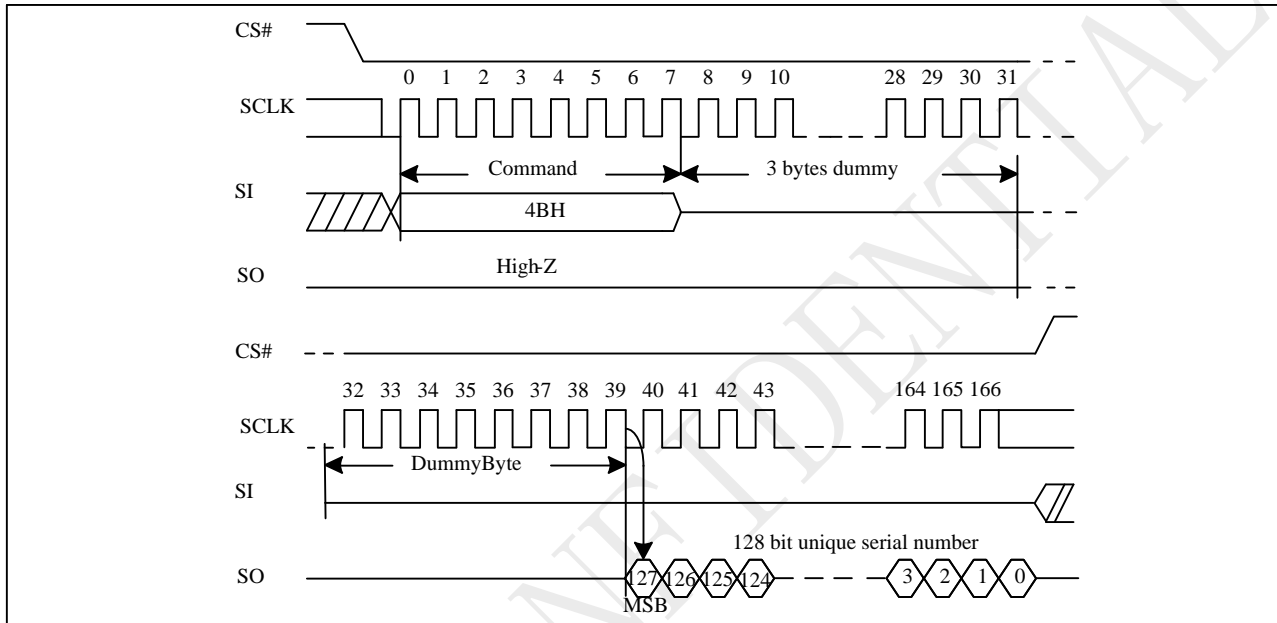 CS#
0 1 2 3 4 5 6 7 8 9 10 28 29 30 31
SCLK
Command 3 bytes dummy
SI
4BH
High-Z
SO
CS#
32 33 34 35 36 37 38 39 40 41 42 43 164 165 166
SCLK
DummyByte
SI
128 bit unique serial number
SO 127 126 125 124 3 2 1 0
MSB